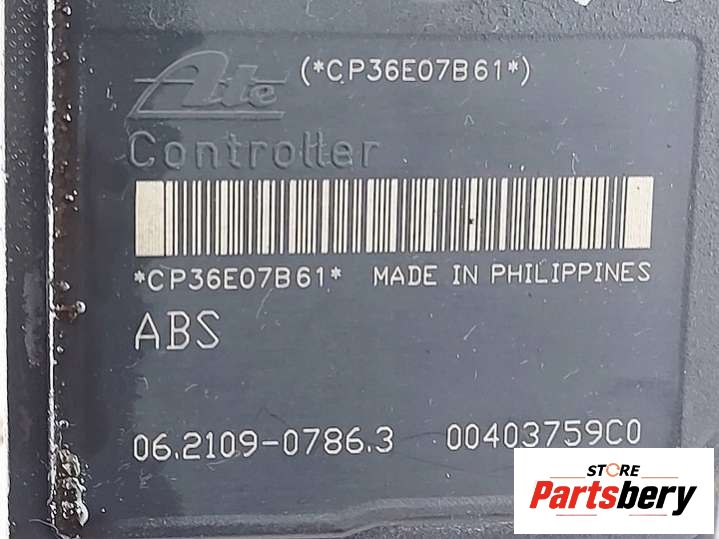 Ate (*CP36E07B61*)
Controller
*CP36E07B61* MADE IN PHILIPPINES
ABS
06.2109-0786.3 00403759C0
STORE
Partsbery